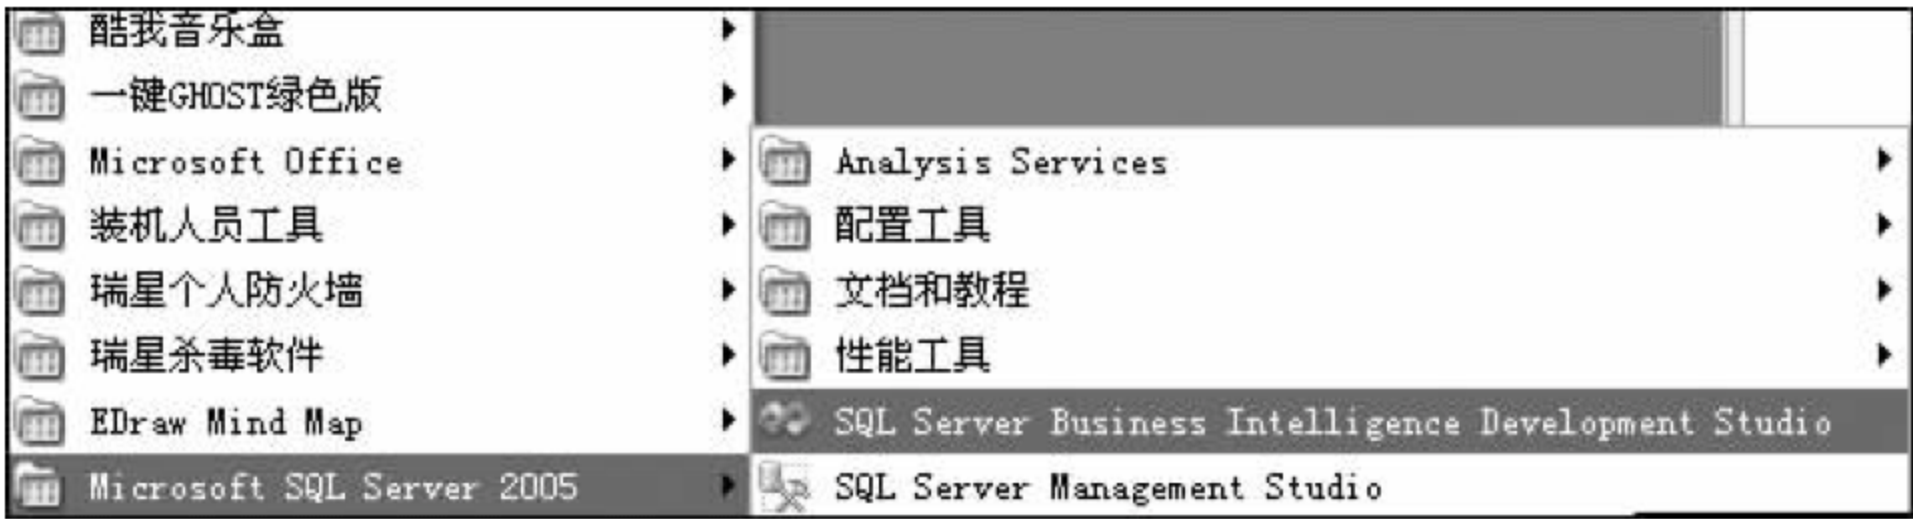 酷我音乐盒
一键GHOST绿色版
Microsoft Office
装机人员工具
瑞星个人防火墙
瑞星杀毒软件
EDraw Mind Map
Microsoft SQL Server 2005
Analysis Services
配置工具
文档和教程
性能工具
SQL Server Business Intelligence Development Studio
SQL Server Management Studio